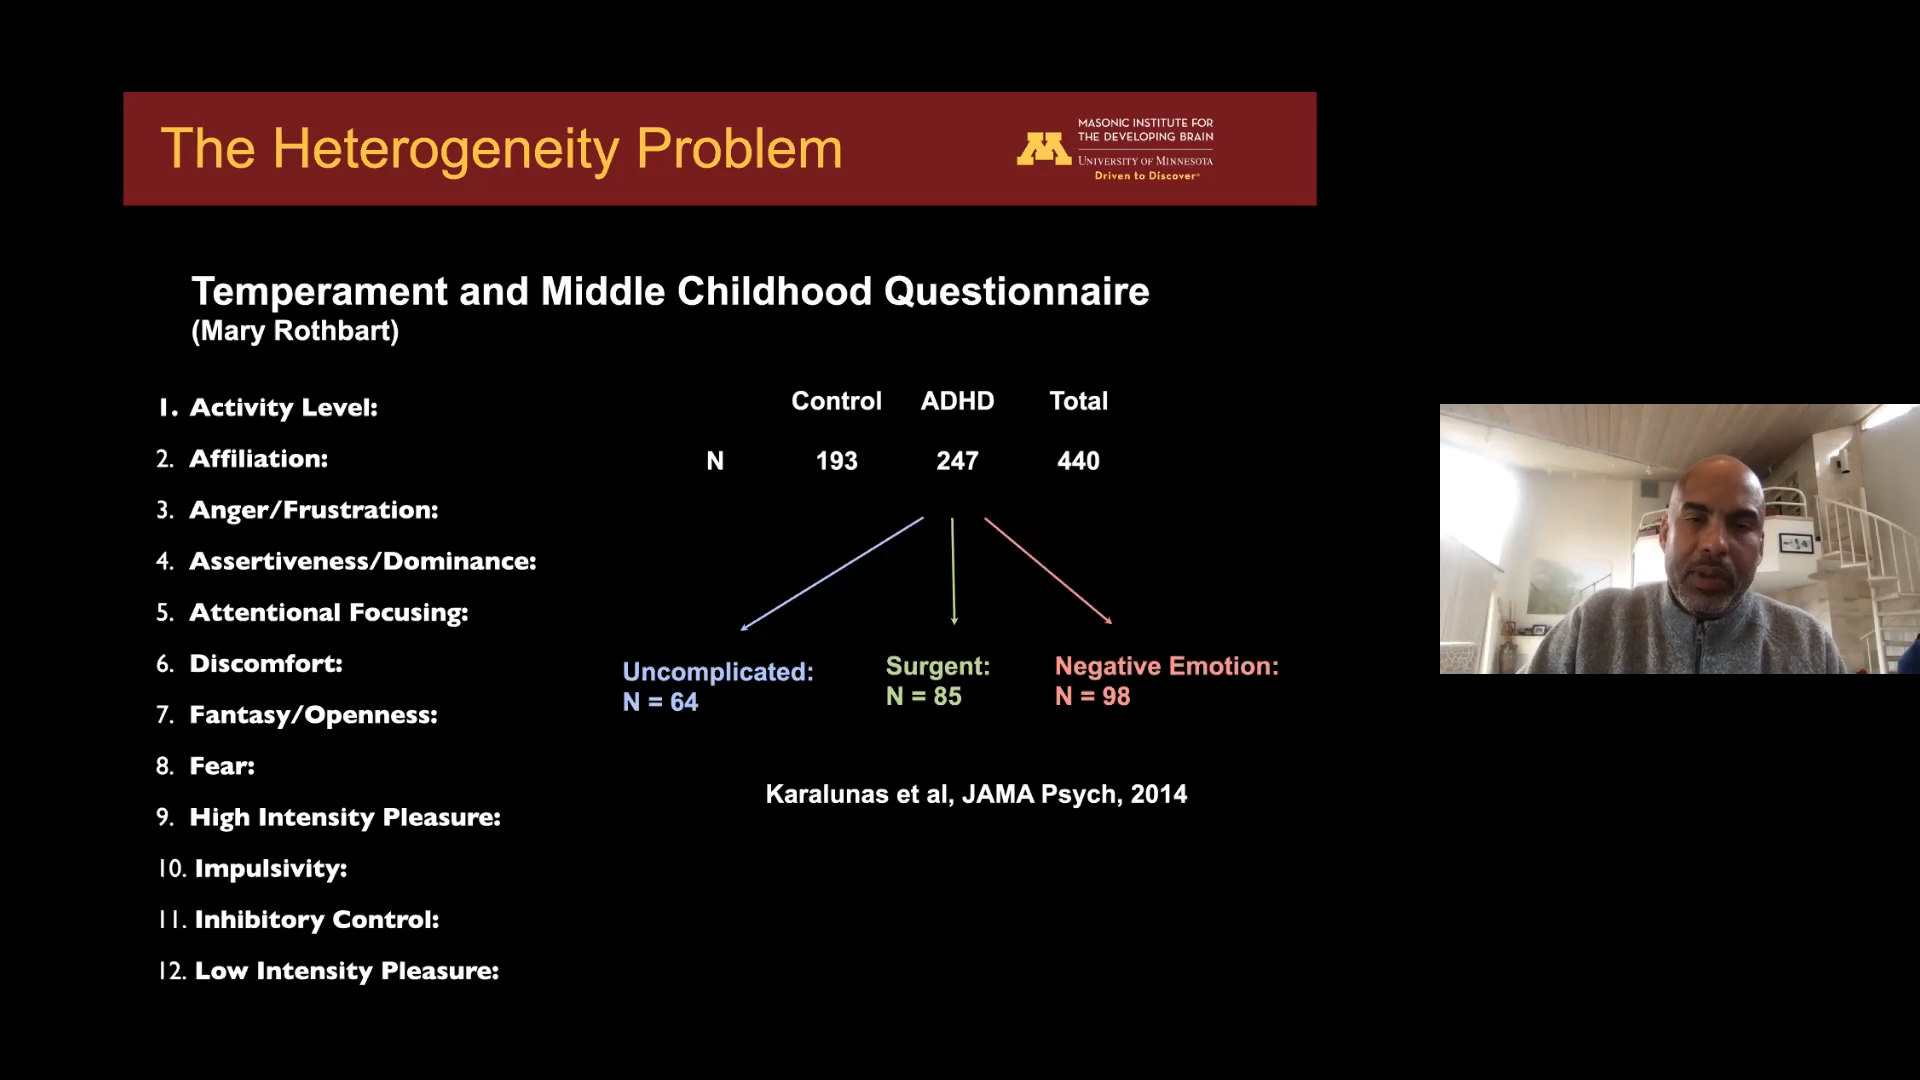 The Heterogeneity Problem
MASONIC INSTITUTE FOR
THE DEVELOPING BRAIN
UNIVERSITY OF MINNESOTA
Driven to Discover®
Temperament and Middle Childhood Questionnaire
(Mary Rothbart)
1. Activity Level:
2. Affiliation:
3. Anger/Frustration:
4. Assertiveness/Dominance:
5. Attentional Focusing:
6. Discomfort:
7. Fantasy/Openness:
8. Fear:
9. High Intensity Pleasure:
10. Impulsivity:
11. Inhibitory Control:
12. Low Intensity Pleasure:
Control ADHD Total
N 193 247 440
Uncomplicated:
N = 64
Surgent:
N = 85
Negative Emotion:
N = 98
Karalunas et al, JAMA Psych, 2014